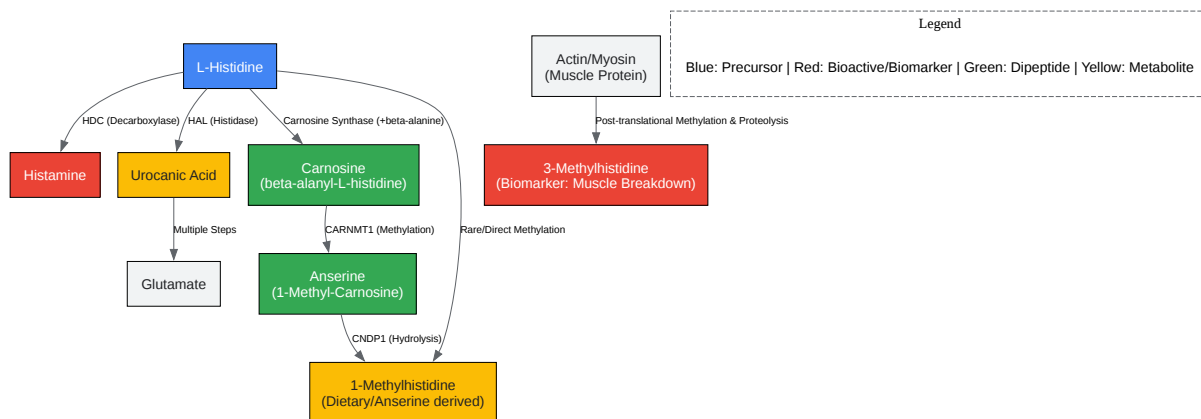 Legend
Blue: Precursor | Red: Bioactive/Biomarker | Green: Dipeptide | Yellow: Metabolite
L-Histidine
Actin/Myosin
(Muscle Protein)
HDC (Decarboxylase)
HAL (Histidase)
Carnosine Synthase (+beta-alanine)
Post-translational Methylation & Proteolysis
Histamine
Urocanic Acid
Carnosine
(beta-alanyl-L-histidine)
3-Methylhistidine
(Biomarker: Muscle Breakdown)
Multiple Steps
CARNMT1 (Methylation)
Rare/Direct Methylation
Glutamate
Anserine
(1-Methyl-Carnosine)
CNDP1 (Hydrolysis)
1-Methylhistidine
(Dietary/Anserine derived)